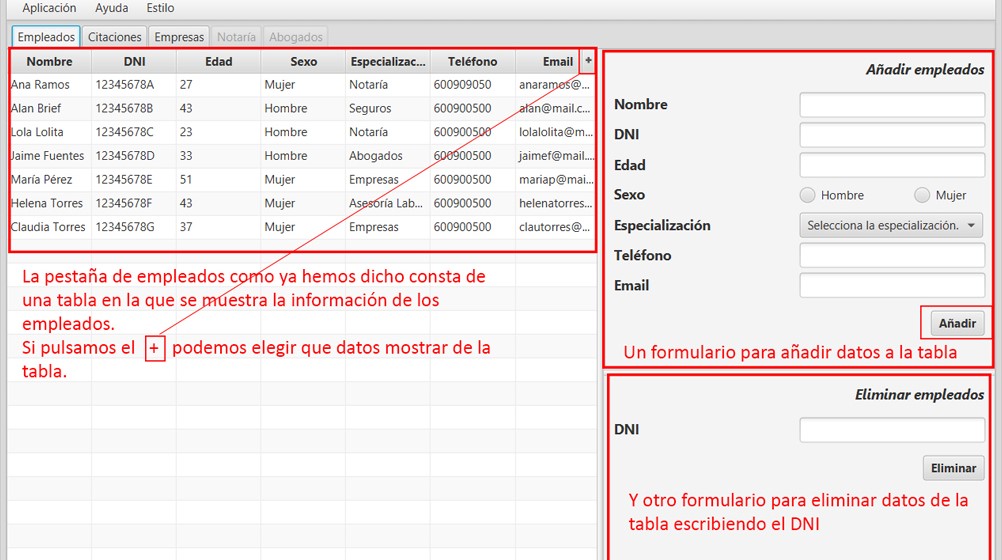 Aplicación Ayuda Estilo
Empleados Citaciones Empresas Notaría Abogados
Nombre DNI Edad Sexo Especializac... Teléfono Email +
Ana Ramos 12345678A 27 Mujer Notaría 600909050 anaramos@...
Alan Brief 12345678B 43 Hombre Seguros 600900500 alan@mail.c...
Lola Lolita 12345678C 23 Hombre Notaría 600900500 lolalolita@m...
Jaime Fuentes 12345678D 33 Hombre Abogados 600900500 jaimef@mail....
María Pérez 12345678E 51 Mujer Empresas 600900500 mariap@mai...
Helena Torres 12345678F 43 Mujer Asesoría Lab... 600900500 helenatorres...
Claudia Torres 12345678G 37 Mujer Empresas 600900500 clautorres@...
La pestaña de empleados como ya hemos dicho consta de
una tabla en la que se muestra la información de los
empleados.
Si pulsamos el + podemos elegir que datos mostrar de la
tabla.
Añadir empleados
Nombre
DNI
Edad
Sexo Hombre Mujer
Especialización Selecciona la especialización.
Teléfono
Email
Añadir
Un formulario para añadir datos a la tabla
Eliminar empleados
DNI
Eliminar
Y otro formulario para eliminar datos de la
tabla escribiendo el DNI